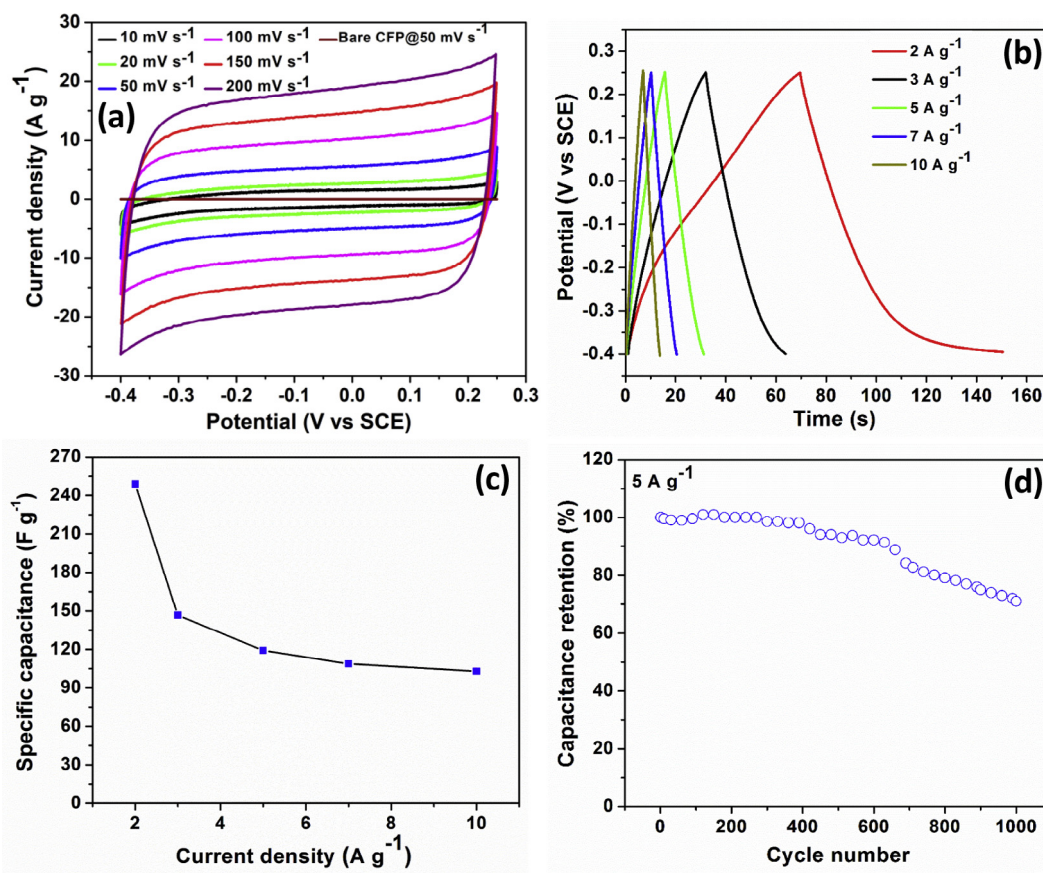 10 mV s⁻¹ 100 mV s⁻¹ Bare CFP@50 mV s⁻¹
20 mV s⁻¹ 150 mV s⁻¹
50 mV s⁻¹ 200 mV s⁻¹
(a)
30
20
10
0
-10
-20
-30
Current density (A g⁻¹)
-0.4 -0.3 -0.2 -0.1 0.0 0.1 0.2 0.3
Potential (V vs SCE)
(b)
2 A g⁻¹
3 A g⁻¹
5 A g⁻¹
7 A g⁻¹
10 A g⁻¹
0.3
0.2
0.1
0.0
-0.1
-0.2
-0.3
-0.4
Potential (V vs SCE)
0 20 40 60 80 100 120 140 160
Time (s)
(c)
270
240
210
180
150
120
90
60
30
0
Specific capacitance (F g⁻¹)
2 4 6 8 10
Current density (A g⁻¹)
5 A g⁻¹
(d)
120
100
80
60
40
20
0
Capacitance retention (%)
0 200 400 600 800 1000
Cycle number